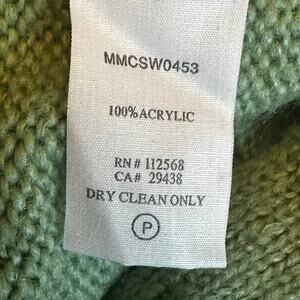 MMCSW0453
100% ACRYLIC
RN # 112568
CA# 29438
DRY CLEAN ONLY
P